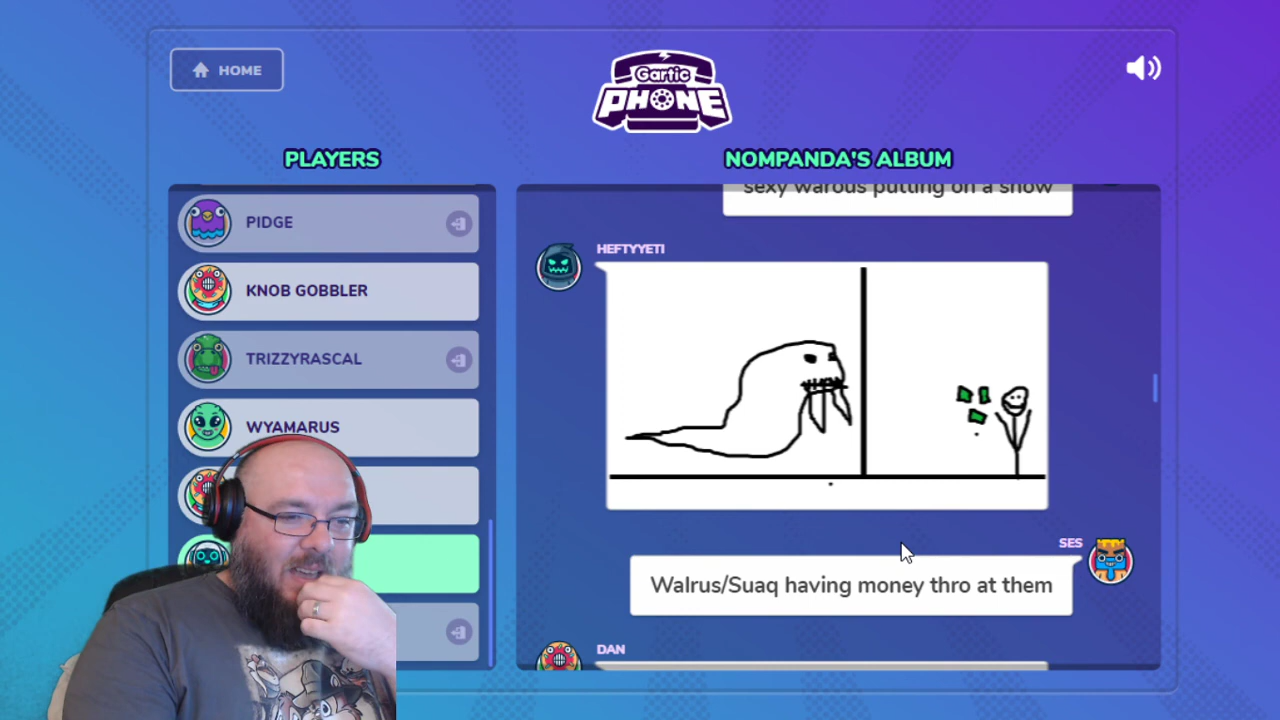 HOME
Gartic
PHONE
PLAYERS
NOMPANDA'S ALBUM
PIDGE
KNOB GOBBLER
TRIZZYRASCAL
WYAMARUS
sexy warous putting on a show
HEFTYYETI
SES
Walrus/Suaq having money thro at them
DAN